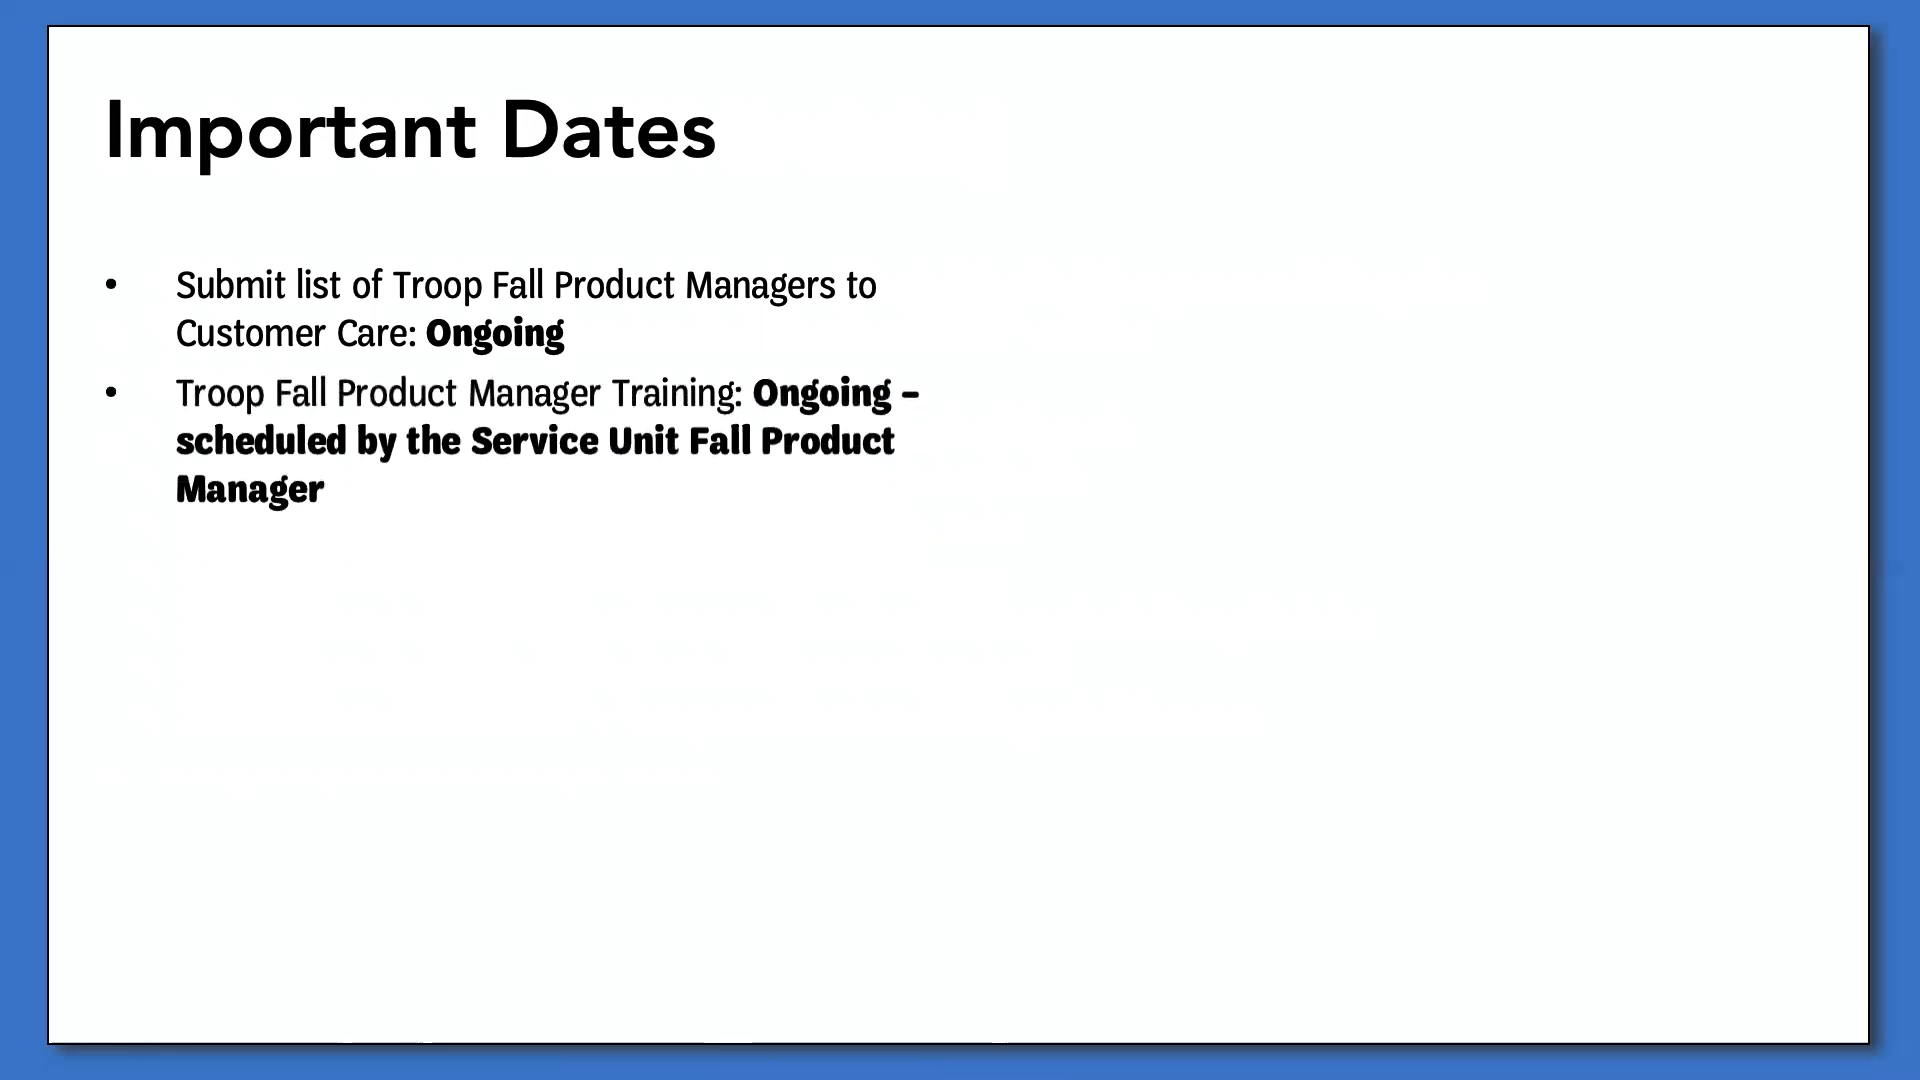 Important Dates
• Submit list of Troop Fall Product Managers to
Customer Care: Ongoing
• Troop Fall Product Manager Training: Ongoing –
scheduled by the Service Unit Fall Product
Manager